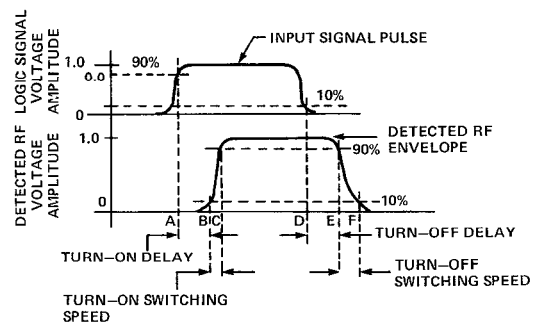 LOGIC SIGNAL
VOLTAGE
AMPLITUDE
1.0
0.0
0
90%
INPUT SIGNAL PULSE
10%
DETECTED RF
VOLTAGE
AMPLITUDE
1.0
0
DETECTED RF
ENVELOPE
90%
10%
A B C D E F
TURN–ON DELAY
TURN–OFF DELAY
TURN–ON SWITCHING
SPEED
TURN–OFF
SWITCHING SPEED